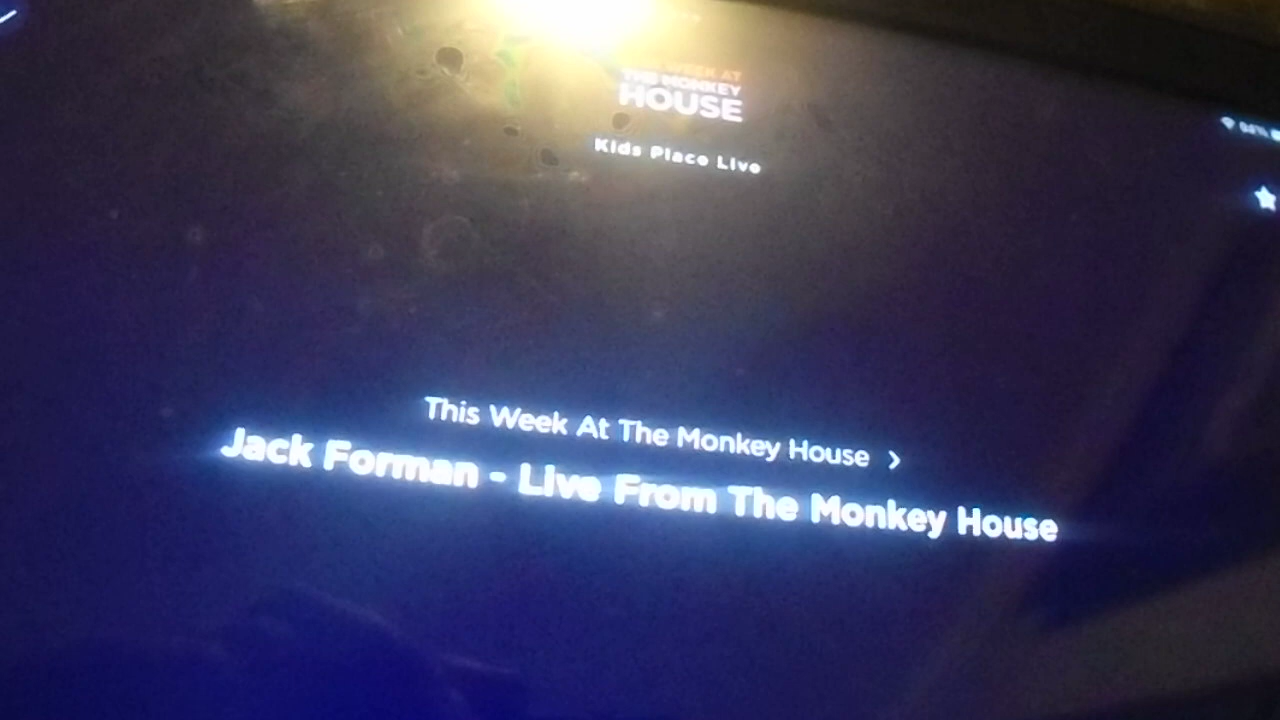 WEEK AT
THE MONKEY
HOUSE
Kids Place Live
This Week At The Monkey House
Jack Forman - Live From The Monkey House